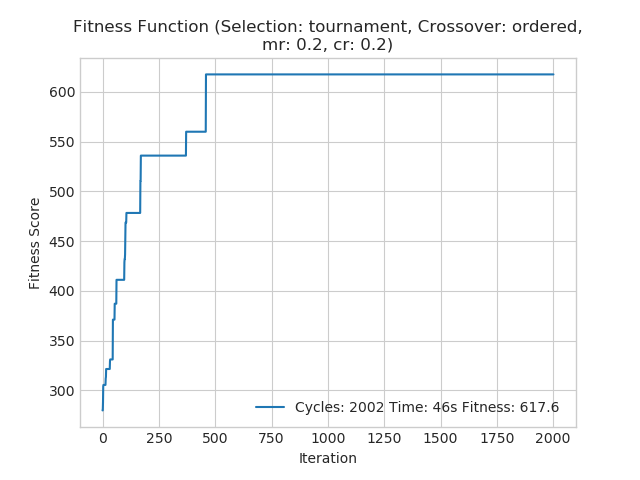 Fitness Function (Selection: tournament, Crossover: ordered,
mr: 0.2, cr: 0.2)
600
550
500
450
400
350
300
Fitness Score
Cycles: 2002 Time: 46s Fitness: 617.6
0 250 500 750 1000 1250 1500 1750 2000
Iteration